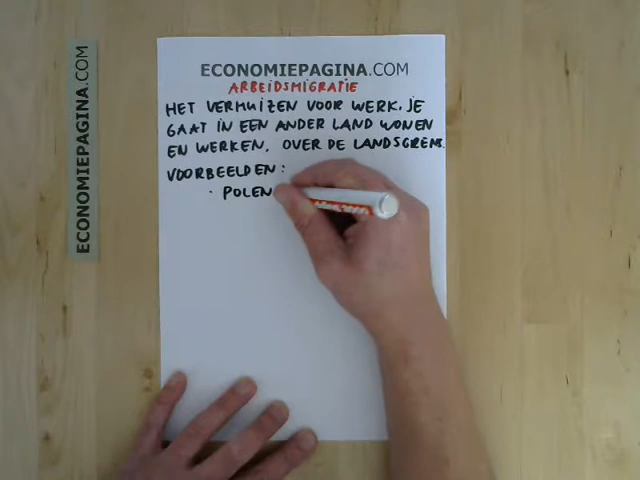 ECONOMIEPAGINA.COM
ECONOMIEPAGINA.COM
ARBEIDSMIGRATIE
HET VERHUIZEN VOOR WERK. JE
GAAT IN EEN ANDER LAND WONEN
EN WERKEN. OVER DE LANDSGRENS.
VOORBEELDEN:
· POLEN